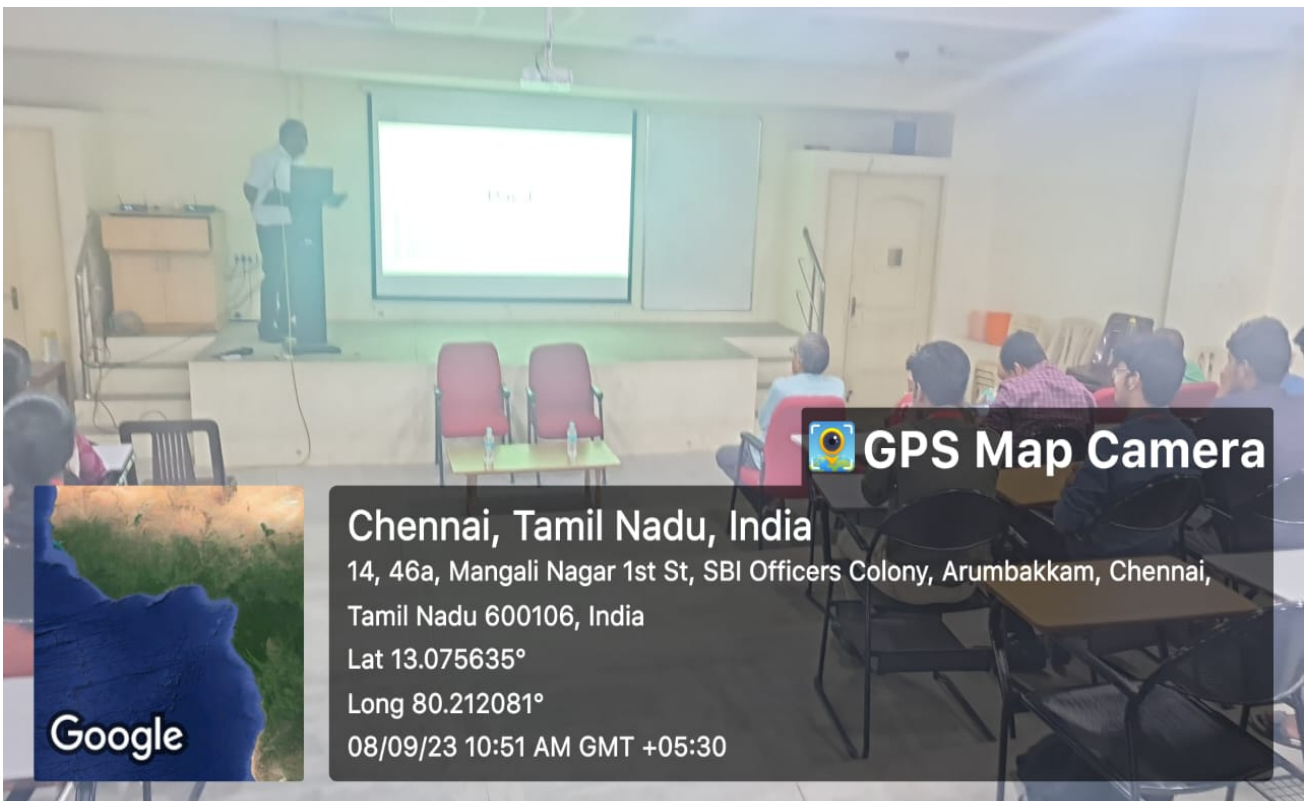 GPS Map Camera
Chennai, Tamil Nadu, India
14, 46a, Mangali Nagar 1st St, SBI Officers Colony, Arumbakkam, Chennai,
Tamil Nadu 600106, India
Lat 13.075635°
Long 80.212081°
08/09/23 10:51 AM GMT +05:30
Google